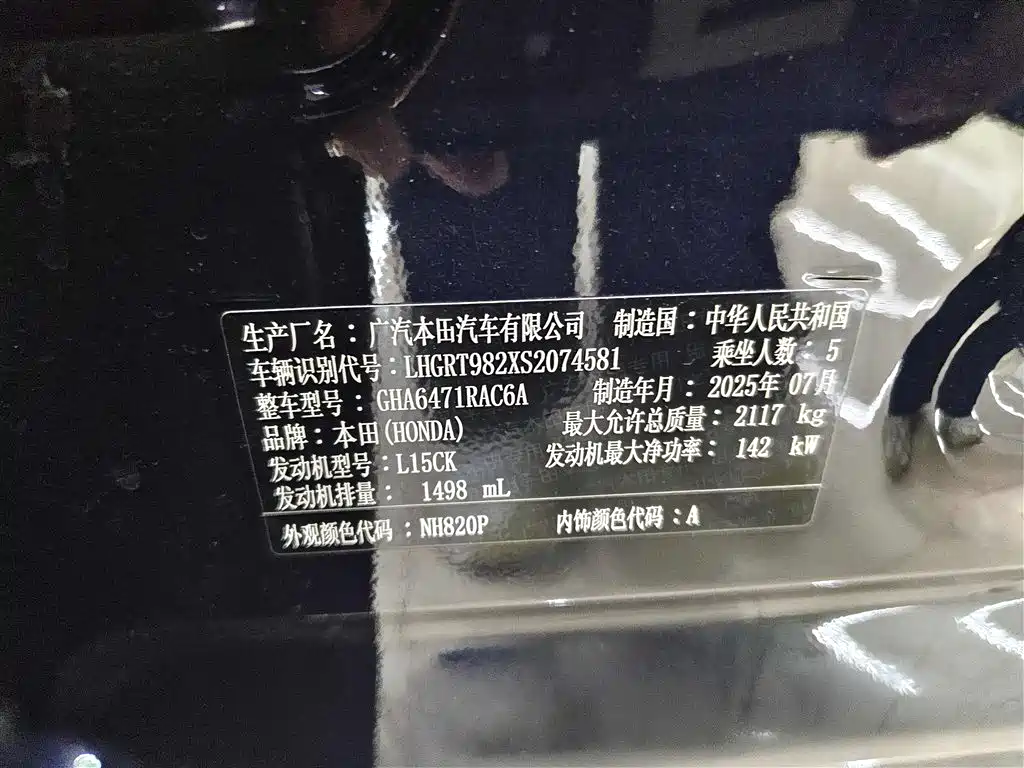 生产厂名：广汽本田汽车有限公司 制造国：中华人民共和国
车辆识别代号：LHGRT982XS2074581 乘坐人数：5
整车型号：GHA6471RAC6A 制造年月：2025年 07月
品牌：本田(HONDA) 最大允许总质量：2117 kg
发动机型号：L15CK 发动机最大净功率：142 kW
发动机排量： 1498 mL
外观颜色代码：NH820P 内饰颜色代码：A